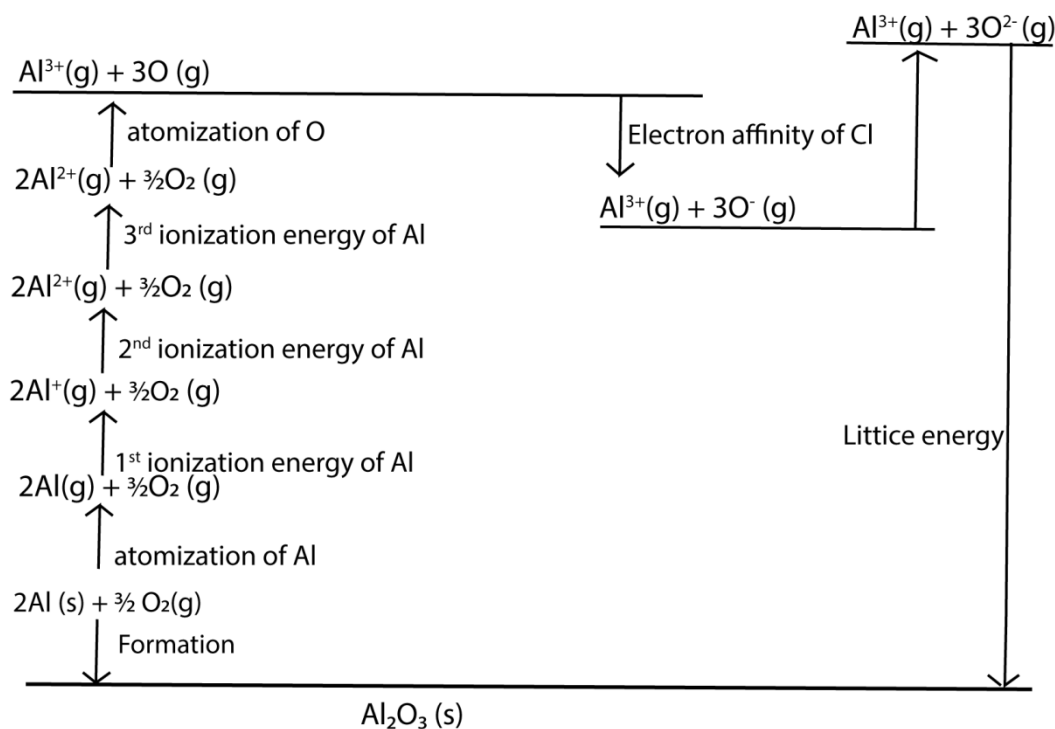 Al³⁺(g) + 3O²⁻ (g)
Al³⁺(g) + 3O (g)
atomization of O
Electron affinity of Cl
2Al²⁺(g) + ³⁄₂O₂ (g)
Al³⁺(g) + 3O⁻ (g)
3ʳᵈ ionization energy of Al
2Al²⁺(g) + ³⁄₂O₂ (g)
2ⁿᵈ ionization energy of Al
2Al⁺(g) + ³⁄₂O₂ (g)
Littice energy
1ˢᵗ ionization energy of Al
2Al(g) + ³⁄₂O₂ (g)
atomization of Al
2Al (s) + ³⁄₂ O₂(g)
Formation
Al₂O₃ (s)